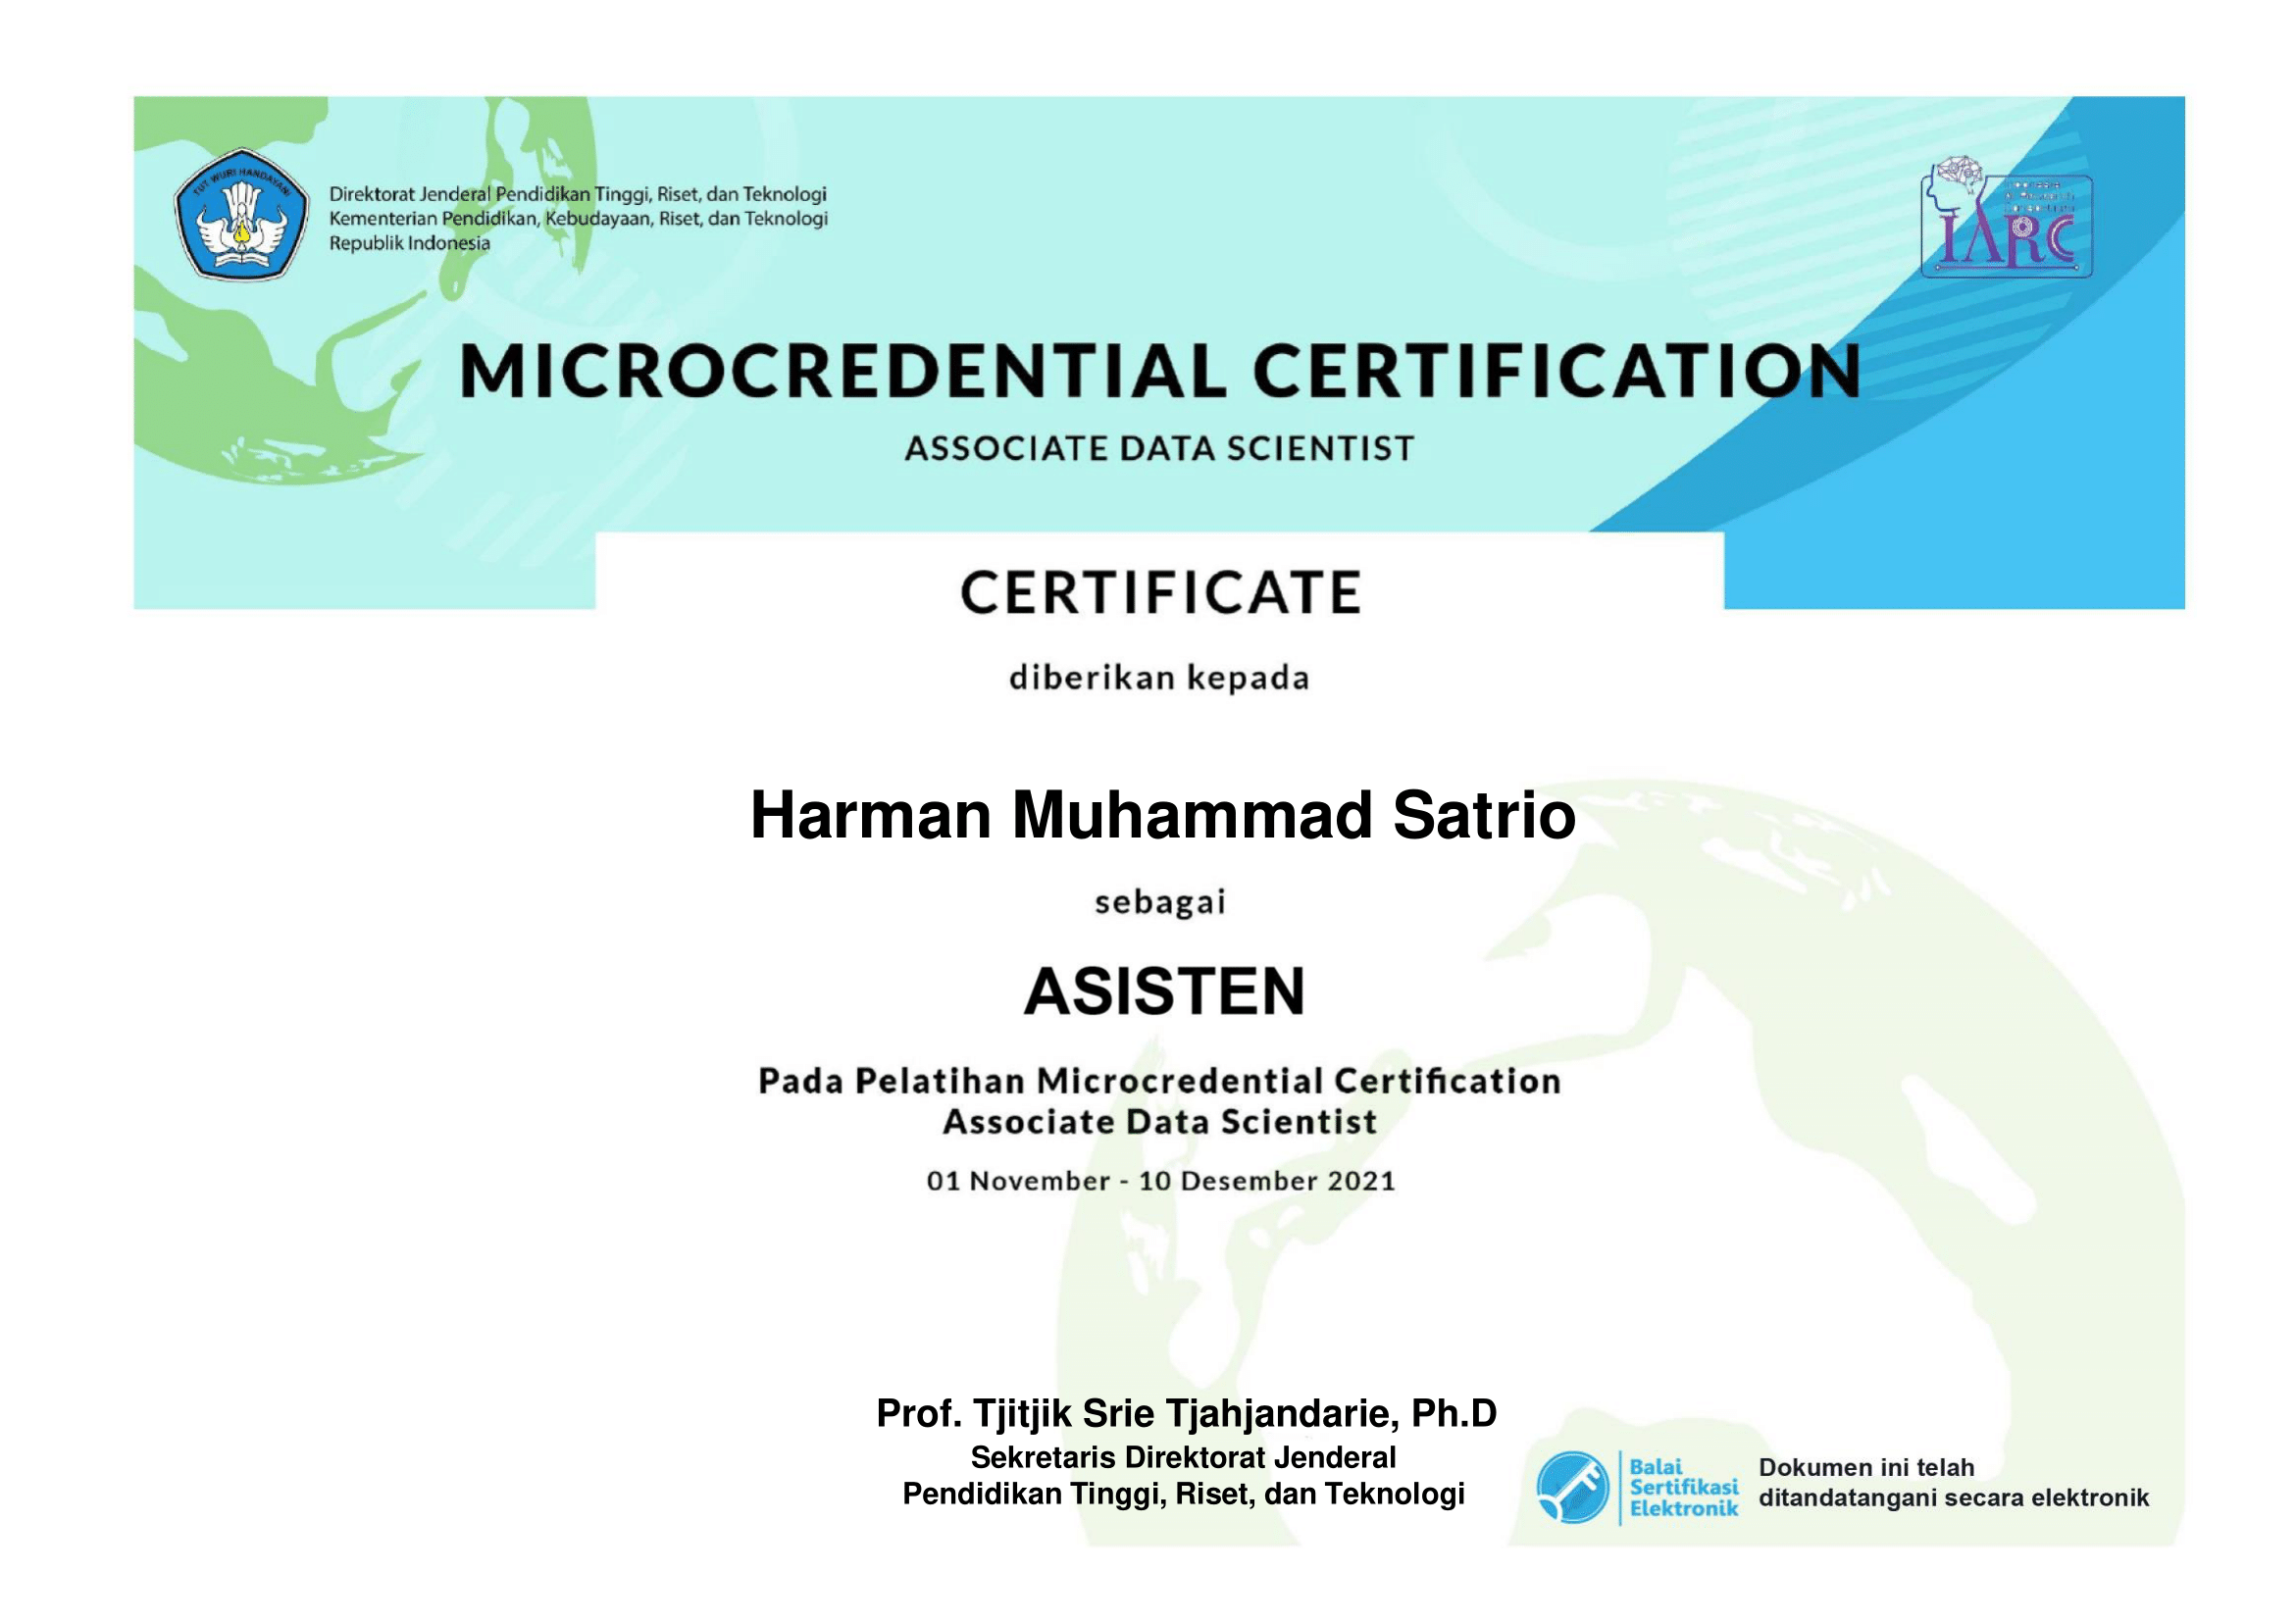 TUT WURI HANDAYANI
Direktorat Jenderal Pendidikan Tinggi, Riset, dan Teknologi
Kementerian Pendidikan, Kebudayaan, Riset, dan Teknologi
Republik Indonesia
IARC
MICROCREDENTIAL CERTIFICATION
ASSOCIATE DATA SCIENTIST
CERTIFICATE
diberikan kepada
Harman Muhammad Satrio
sebagai
ASISTEN
Pada Pelatihan Microcredential Certification
Associate Data Scientist
01 November - 10 Desember 2021
Prof. Tjitjik Srie Tjahjandarie, Ph.D
Sekretaris Direktorat Jenderal
Pendidikan Tinggi, Riset, dan Teknologi
Balai
Sertifikasi
Elektronik
Dokumen ini telah
ditandatangani secara elektronik